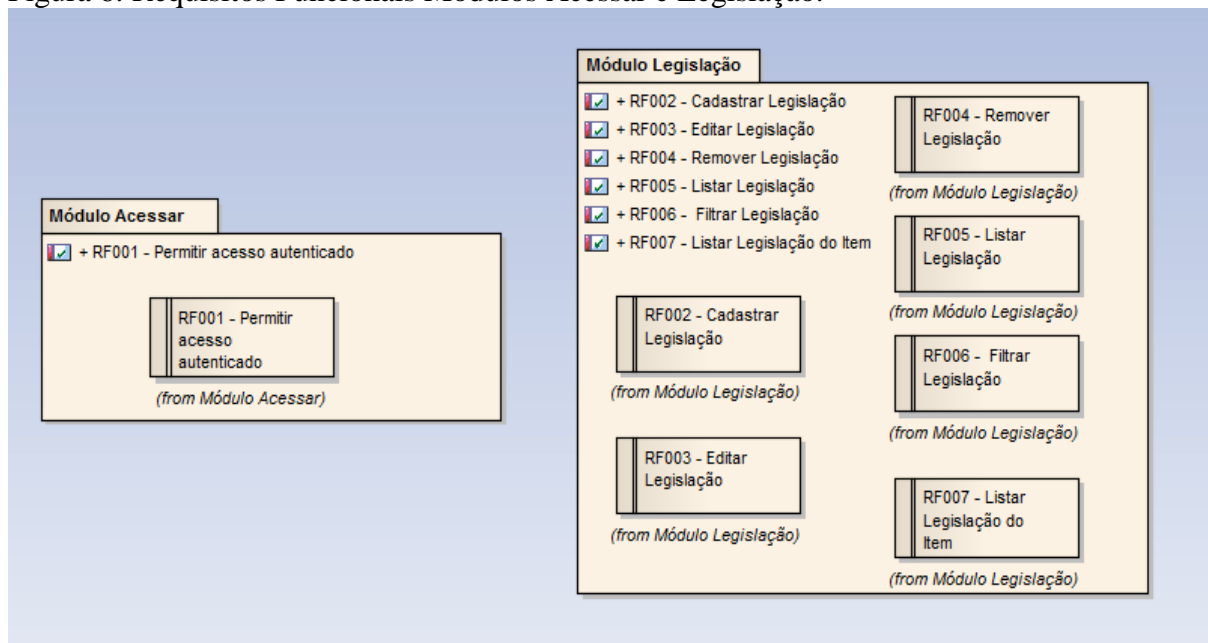 Figura 6: Requisitos Funcionais Módulos Acessar e Legislação.
Módulo Acessar
+ RF001 - Permitir acesso autenticado
RF001 - Permitir
acesso
autenticado
(from Módulo Acessar)
Módulo Legislação
+ RF002 - Cadastrar Legislação
+ RF003 - Editar Legislação
+ RF004 - Remover Legislação
+ RF005 - Listar Legislação
+ RF006 -  Filtrar Legislação
+ RF007 - Listar Legislação do Item
RF002 - Cadastrar
Legislação
(from Módulo Legislação)
RF003 - Editar
Legislação
(from Módulo Legislação)
RF004 - Remover
Legislação
(from Módulo Legislação)
RF005 - Listar
Legislação
(from Módulo Legislação)
RF006 -  Filtrar
Legislação
(from Módulo Legislação)
RF007 - Listar
Legislação do
Item
(from Módulo Legislação)